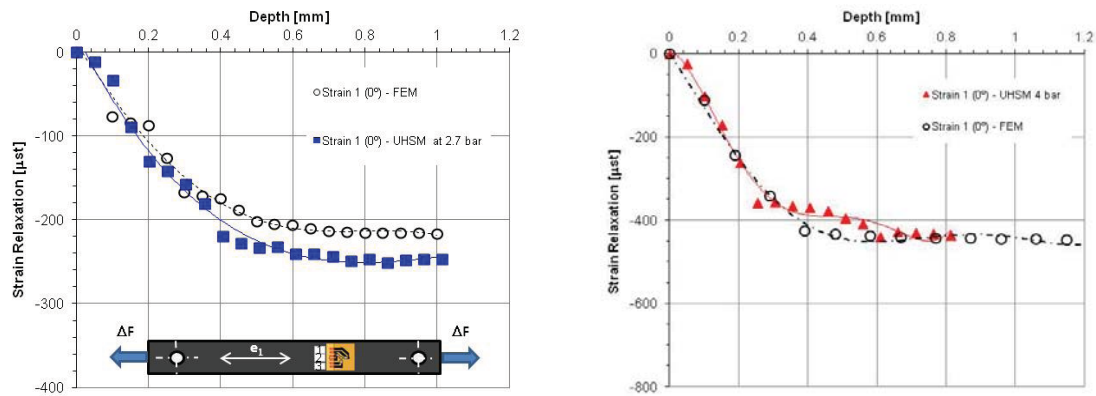 Depth [mm]
0 0.2 0.4 0.6 0.8 1 1.2
0
-100
-200
-300
-400
Strain Relaxation [µst]
Strain 1 (0º) - FEM
Strain 1 (0º) - UHSM at 2.7 bar
ΔF
ΔF
e1
Depth [mm]
0 0.2 0.4 0.6 0.8 1 1.2
0
-200
-400
-600
-800
Strain Relaxation [µst]
Strain 1 (0º) - UHSM 4 bar
Strain 1 (0º) - FEM